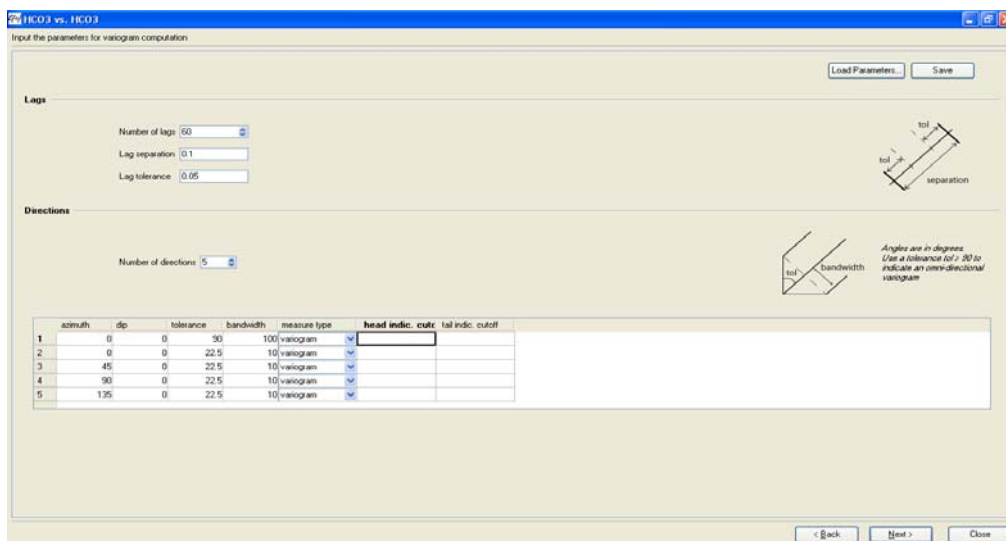 HCO3 vs. HCO3
Input the parameters for variogram computation
Load Parameters... Save
Lags
Number of lags 60
Lag separation 0.1
Lag tolerance 0.05
tol
tol
separation
Directions
Number of directions 5
tol
bandwidth
Angles are in degrees.
Use a tolerance tol > 90 to
indicate an omni-directional
variogram
azimuth dip tolerance bandwidth measure type head indic. cutc tail indic. cutoff
1 0 0 90 100 variogram
2 0 0 22.5 10 variogram
3 45 0 22.5 10 variogram
4 90 0 22.5 10 variogram
5 135 0 22.5 10 variogram
< Back Next > Close